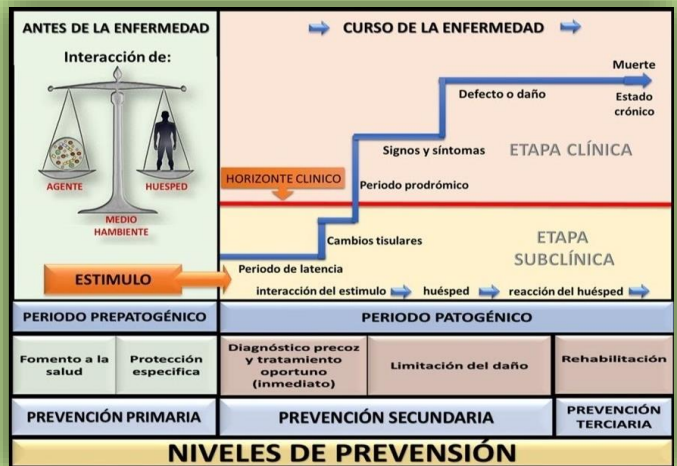 ANTES DE LA ENFERMEDAD
Interacción de:
AGENTE
HUESPED
MEDIO
HAMBIENTE
ESTIMULO
CURSO DE LA ENFERMEDAD
Muerte
Estado
crónico
Defecto o daño
Signos y síntomas
ETAPA CLÍNICA
HORIZONTE CLINICO
Periodo prodrómico
Cambios tisulares
ETAPA
SUBCLÍNICA
Periodo de latencia
interacción del estimulo
huésped
reacción del huésped
PERIODO PREPATOGÉNICO
PERIODO PATOGÉNICO
Fomento a la
salud
Protección
especifica
Diagnóstico precoz
y tratamiento
oportuno
(inmediato)
Limitación del daño
Rehabilitación
PREVENCIÓN PRIMARIA
PREVENCIÓN SECUNDARIA
PREVENCIÓN
TERCIARIA
NIVELES DE PREVENSIÓN